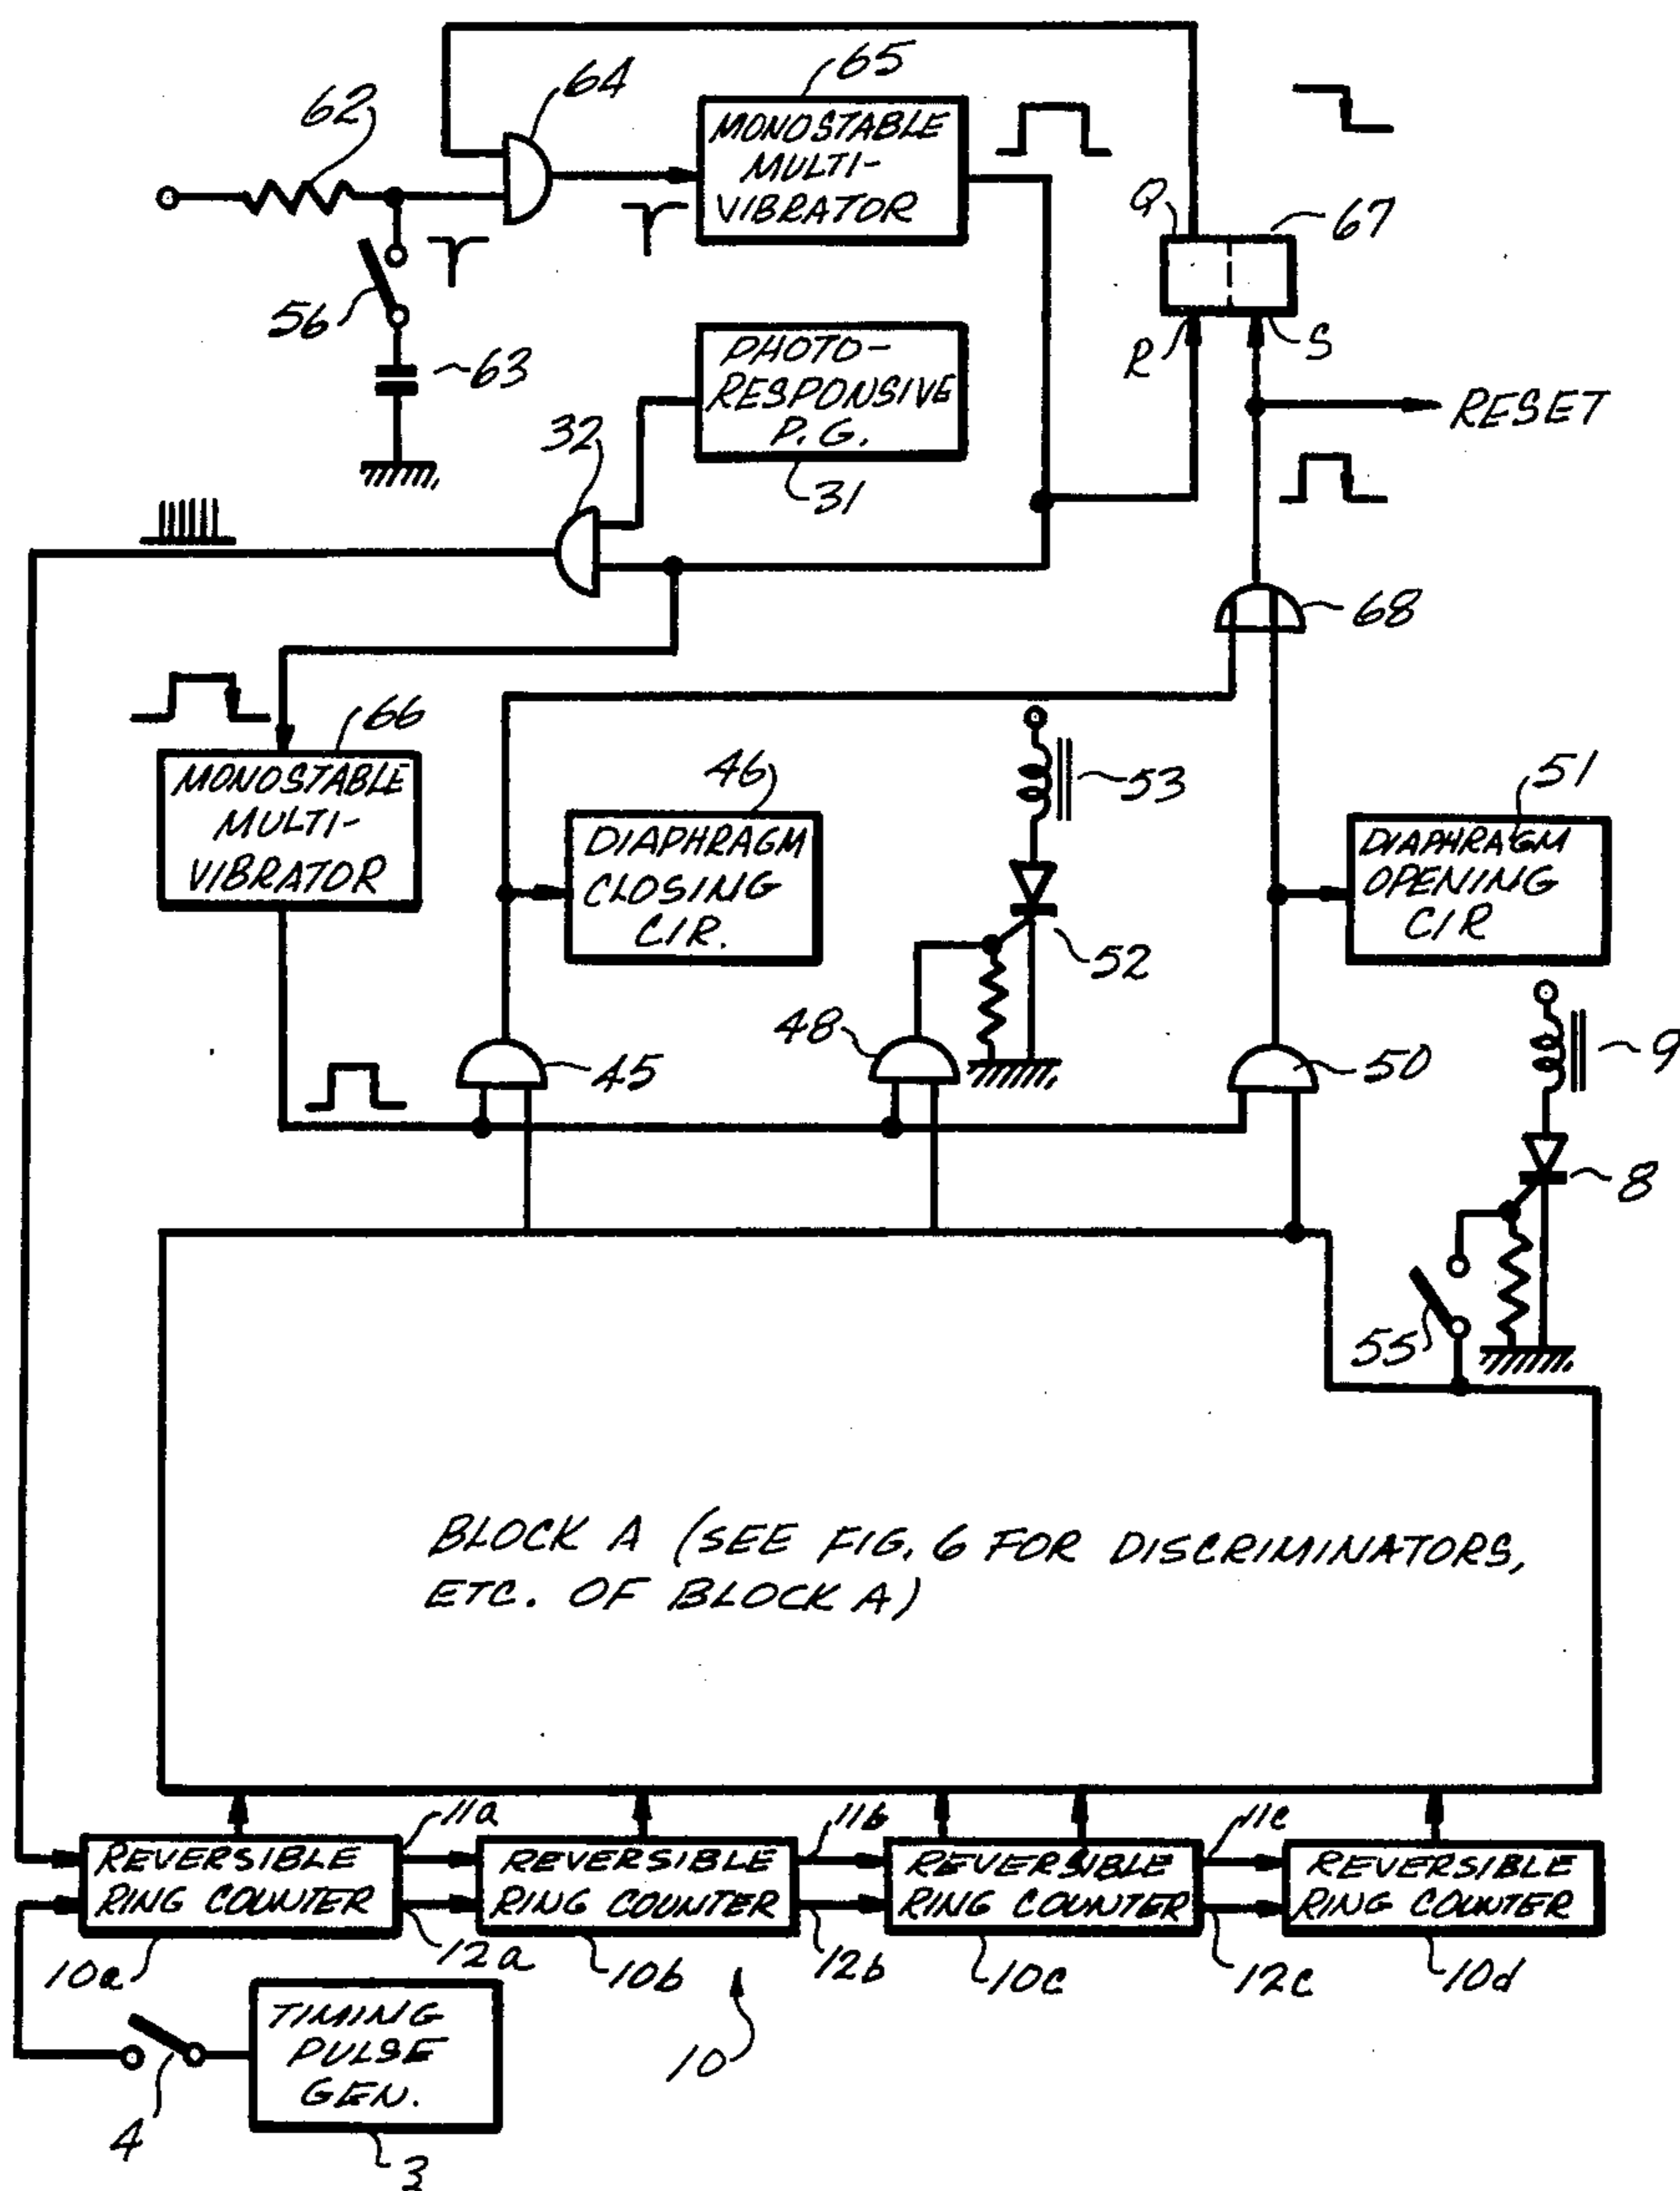 65
64
62
MONOSTABLE
MULTI-
VIBRATOR
Q
67
56
63
R
S
PHOTO-
RESPONSIVE
P.G.
RESET
32
31
68
66
MONOSTABLE
MULTI-
VIBRATOR
46
53
51
DIAPHRAGM
CLOSING
CIR.
DIAPHRAGM
OPENING
CIR
52
48
45
50
9
8
55
BLOCK A (SEE FIG. 6 FOR DISCRIMINATORS,
ETC. OF BLOCK A)
11a
11b
11c
REVERSIBLE
RING COUNTER
REVERSIBLE
RING COUNTER
REVERSIBLE
RING COUNTER
REVERSIBLE
RING COUNTER
10a
12a
10b
12b
10c
12c
10d
TIMING
PULSE
GEN.
10
4
3